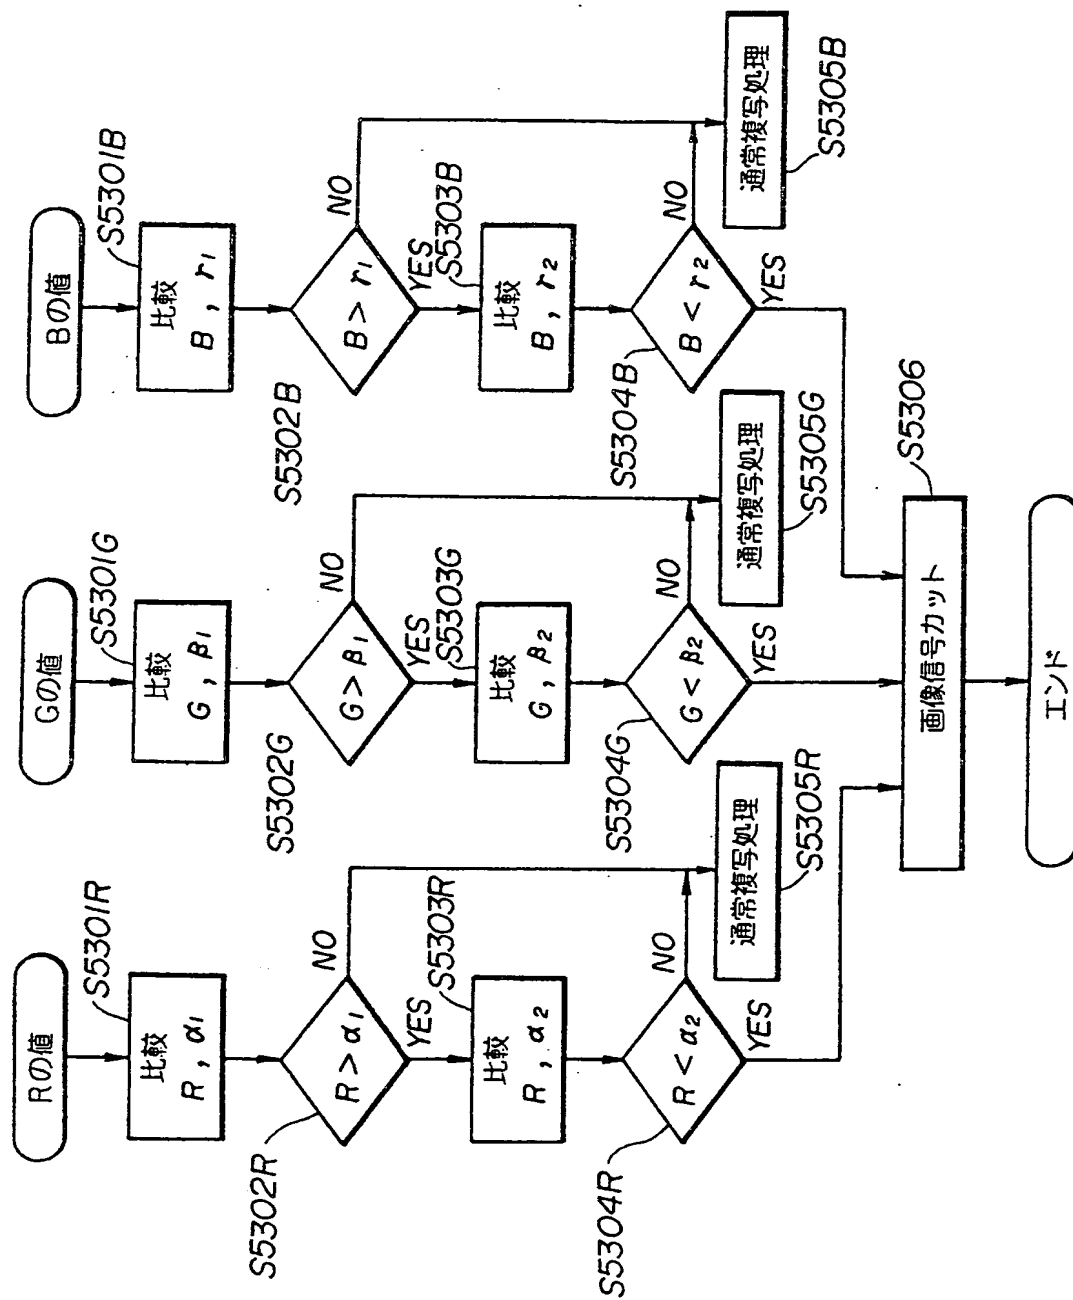 Rの値
S5301R
比較
R , α1
S5302R
R > α1
NO
YES
S5303R
比較
R , α2
S5304R
R < α2
NO
YES
通常複写処理
S5305R
Gの値
S5301G
比較
G , β1
S5302G
G > β1
NO
YES
S5303G
比較
G , β2
S5304G
G < β2
NO
YES
通常複写処理
S5305G
Bの値
S5301B
比較
B , r1
S5302B
B > r1
NO
YES
S5303B
比較
B , r2
S5304B
B < r2
NO
YES
通常複写処理
S5305B
画像信号カット
S5306
エンド